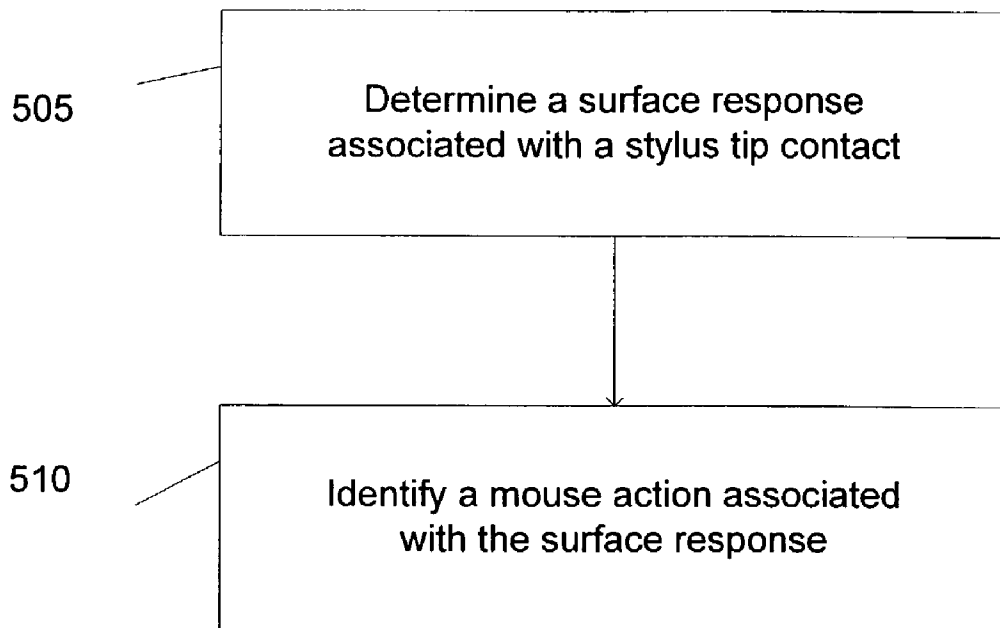 505
Determine a surface response
associated with a stylus tip contact
510
Identify a mouse action associated
with the surface response